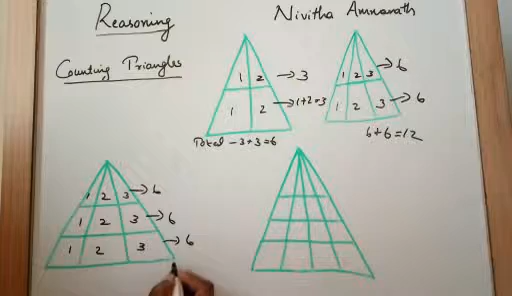 Reasoning
Nivitha Amarnath
Counting Triangles
1 2 → 3
1 2 → 1+2=3
Total - 3+3=6
1 2 3 → 6
1 2 3 → 6
6+6=12
1 2 3 → 6
1 2 3 → 6
1 2 3 → 6